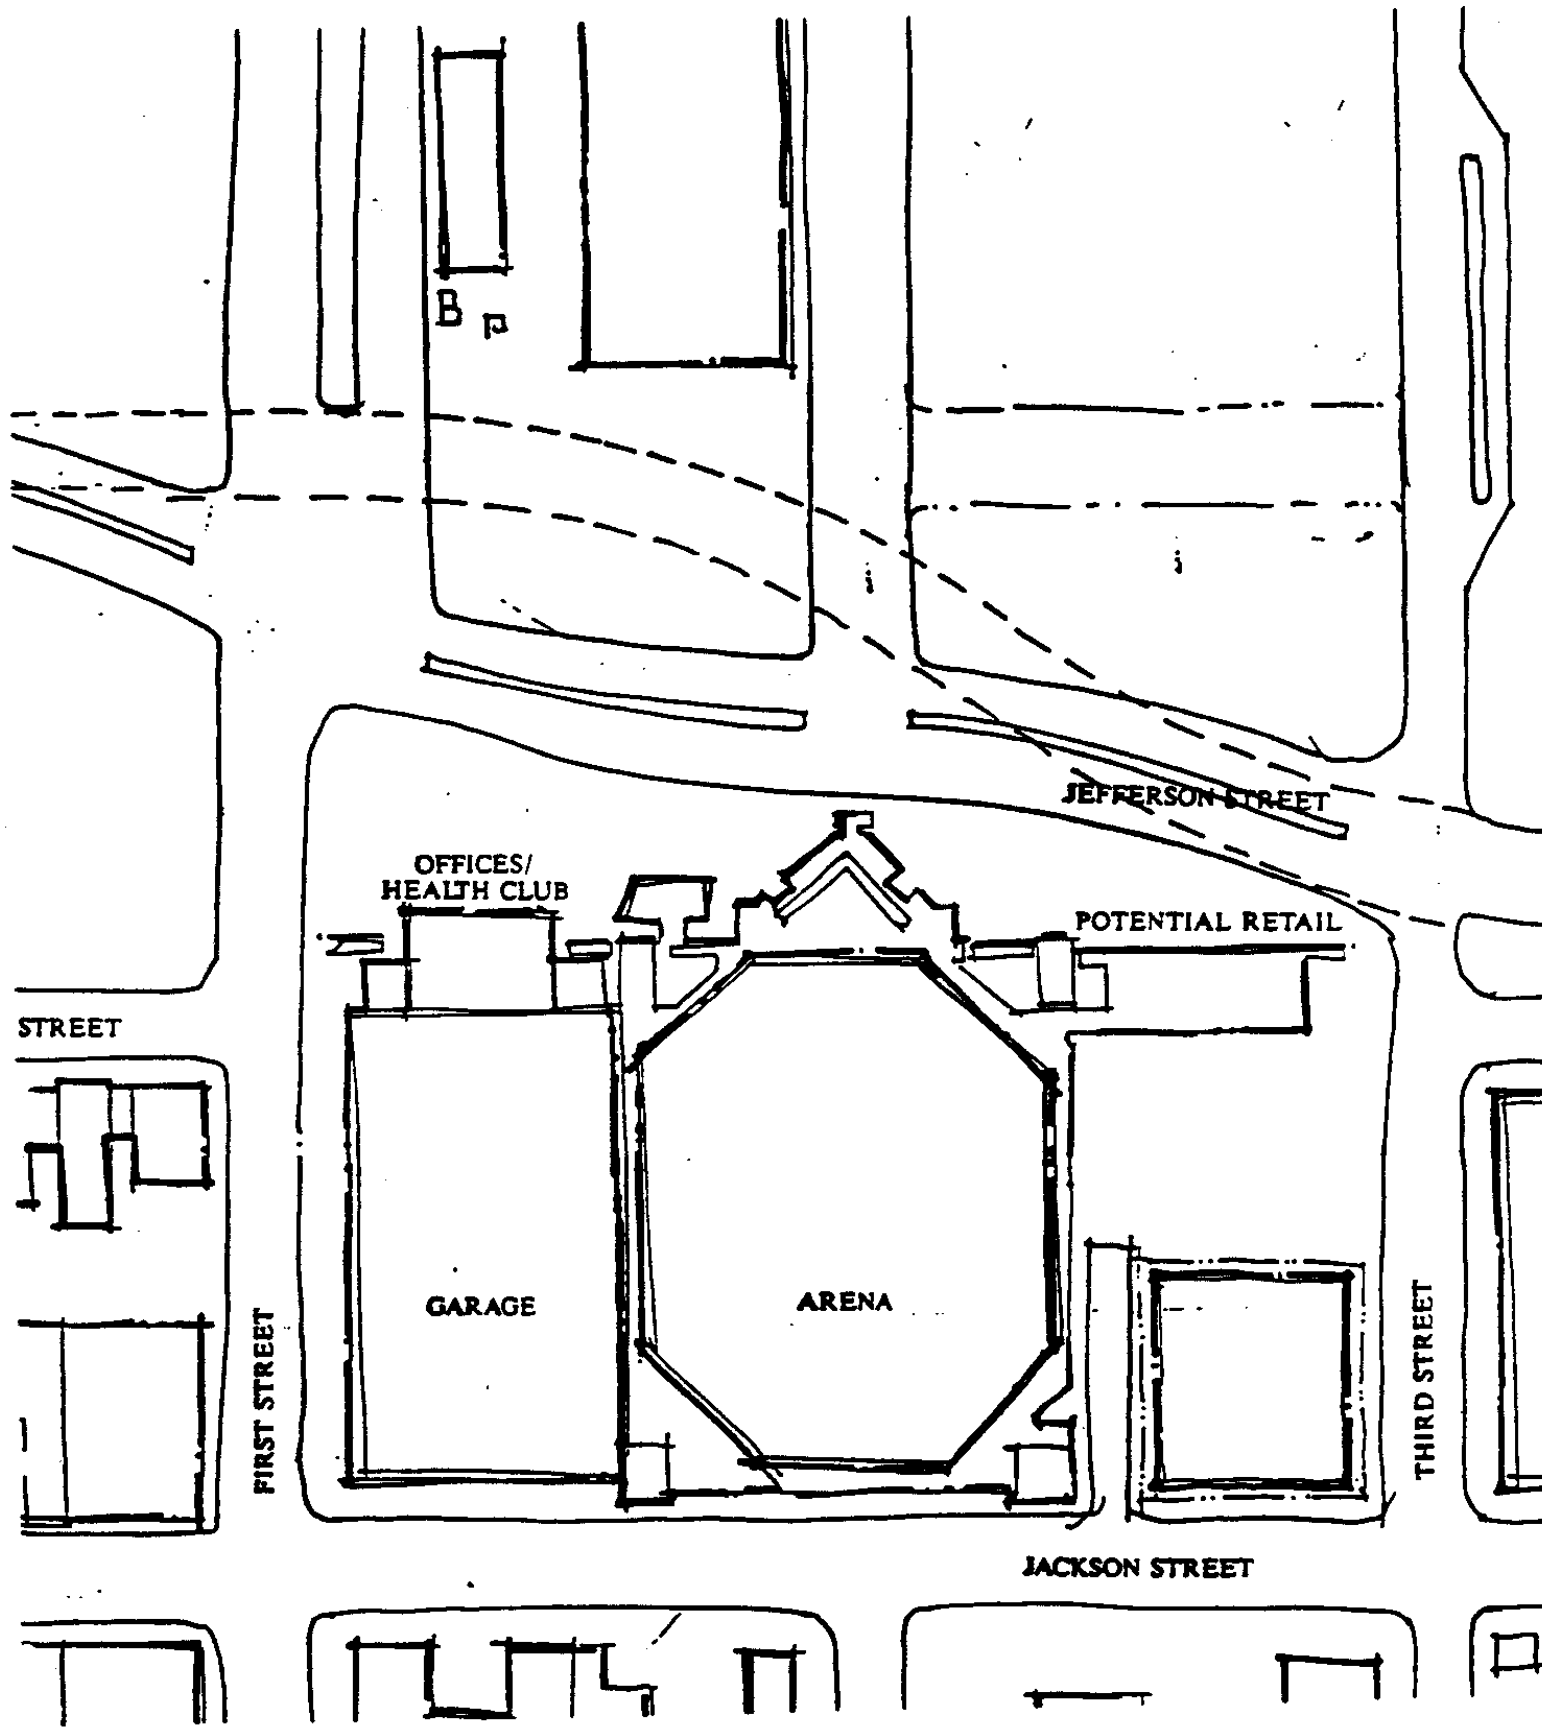 B P
JEFFERSON STREET
OFFICES/
HEALTH CLUB
POTENTIAL RETAIL
STREET
GARAGE
ARENA
FIRST STREET
THIRD STREET
JACKSON STREET